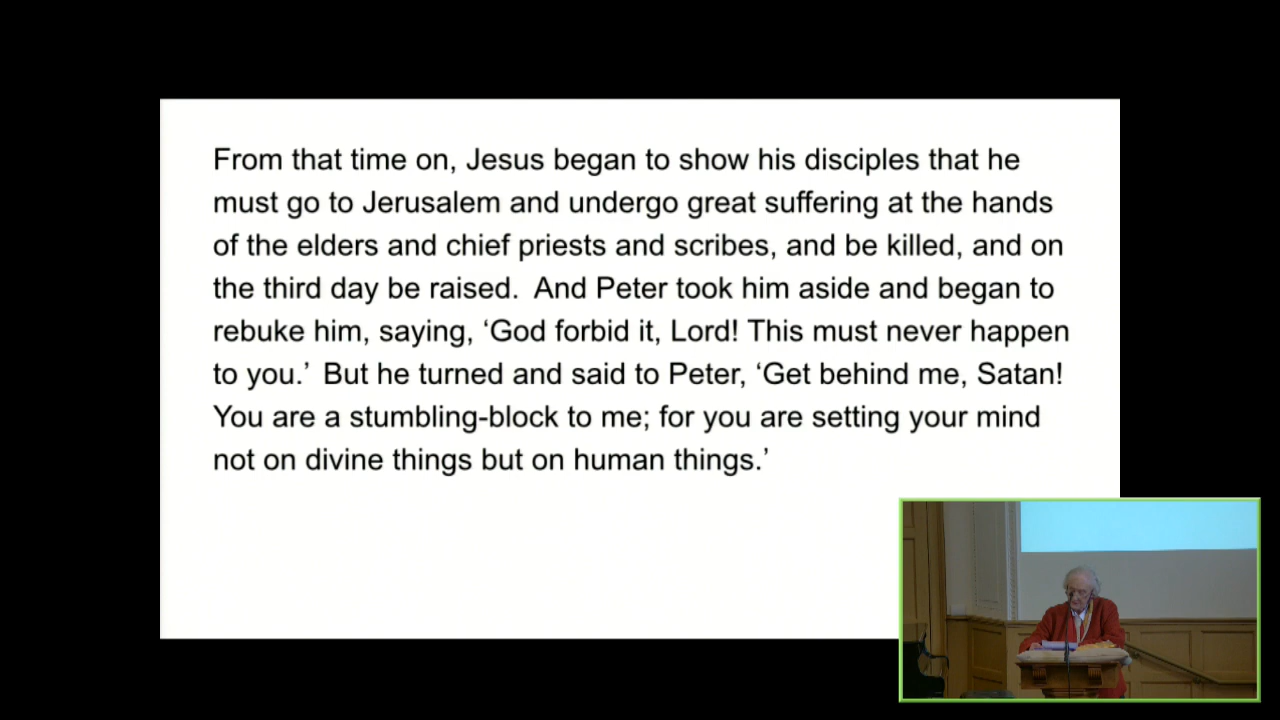 From that time on, Jesus began to show his disciples that he
must go to Jerusalem and undergo great suffering at the hands
of the elders and chief priests and scribes, and be killed, and on
the third day be raised.  And Peter took him aside and began to
rebuke him, saying, ‘God forbid it, Lord! This must never happen
to you.’  But he turned and said to Peter, ‘Get behind me, Satan!
You are a stumbling-block to me; for you are setting your mind
not on divine things but on human things.’